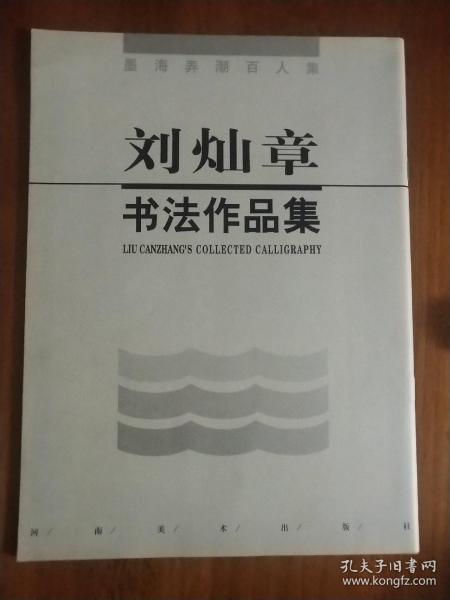 墨海弄潮百人集
刘灿章
书法作品集
LIU CANZHANG'S COLLECTED CALLIGRAPHY
河/南/美/术/出/版/社
孔夫子旧书网
www.kongfz.com